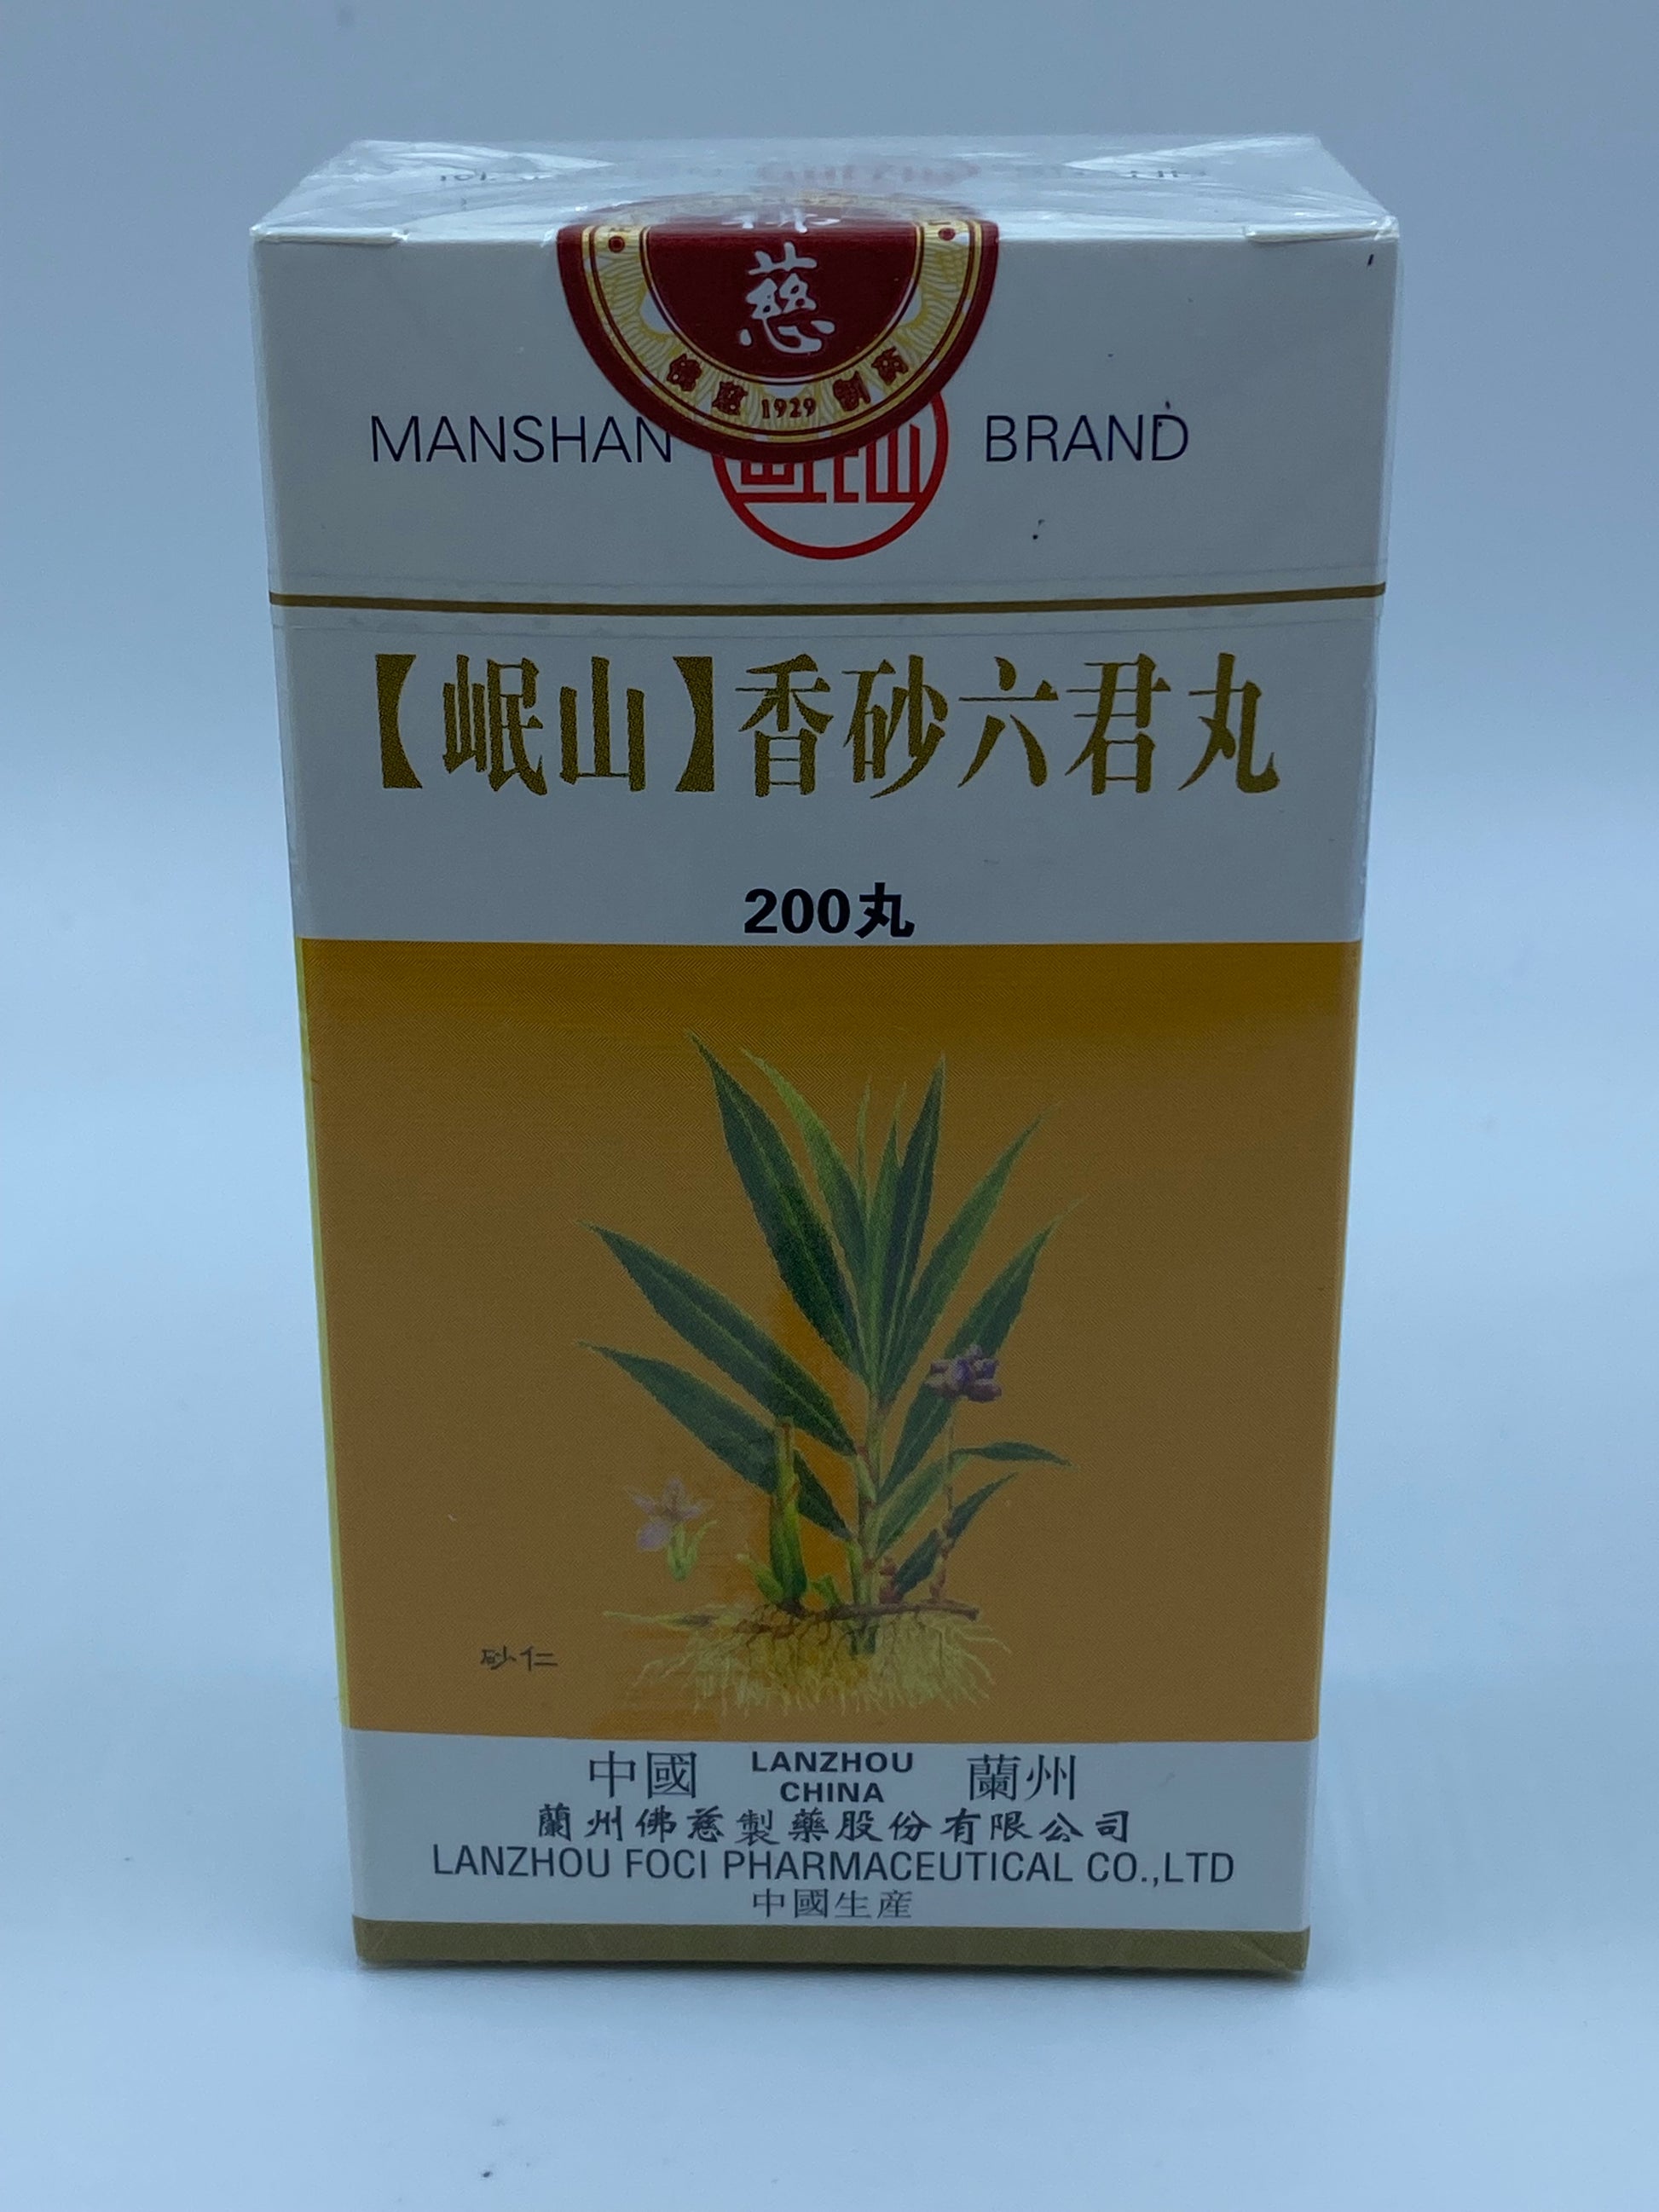 佛慈
佛慈 1929 制药
MANSHAN BRAND
【岷山】香砂六君丸
200丸
砂仁
中國 LANZHOU CHINA 蘭州
蘭州佛慈製藥股份有限公司
LANZHOU FOCI PHARMACEUTICAL CO.,LTD
中國生産